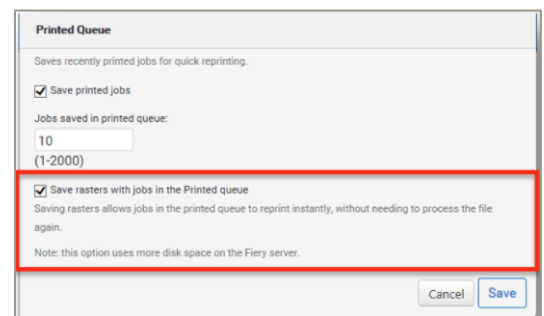 Printed Queue
Saves recently printed jobs for quick reprinting.
Save printed jobs
Jobs saved in printed queue:
10
(1-2000)
Save rasters with jobs in the Printed queue
Saving rasters allows jobs in the printed queue to reprint instantly, without needing to process the file
again.
Note: this option uses more disk space on the Fiery server.
Cancel Save